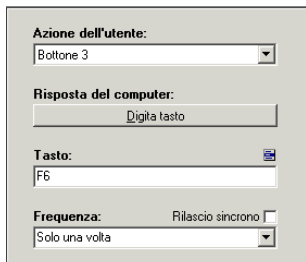 Azione dell'utente:
Bottone 3
Risposta del computer:
Digita tasto
Tasto:
F6
Frequenza: Rilascio sincrono
Solo una volta